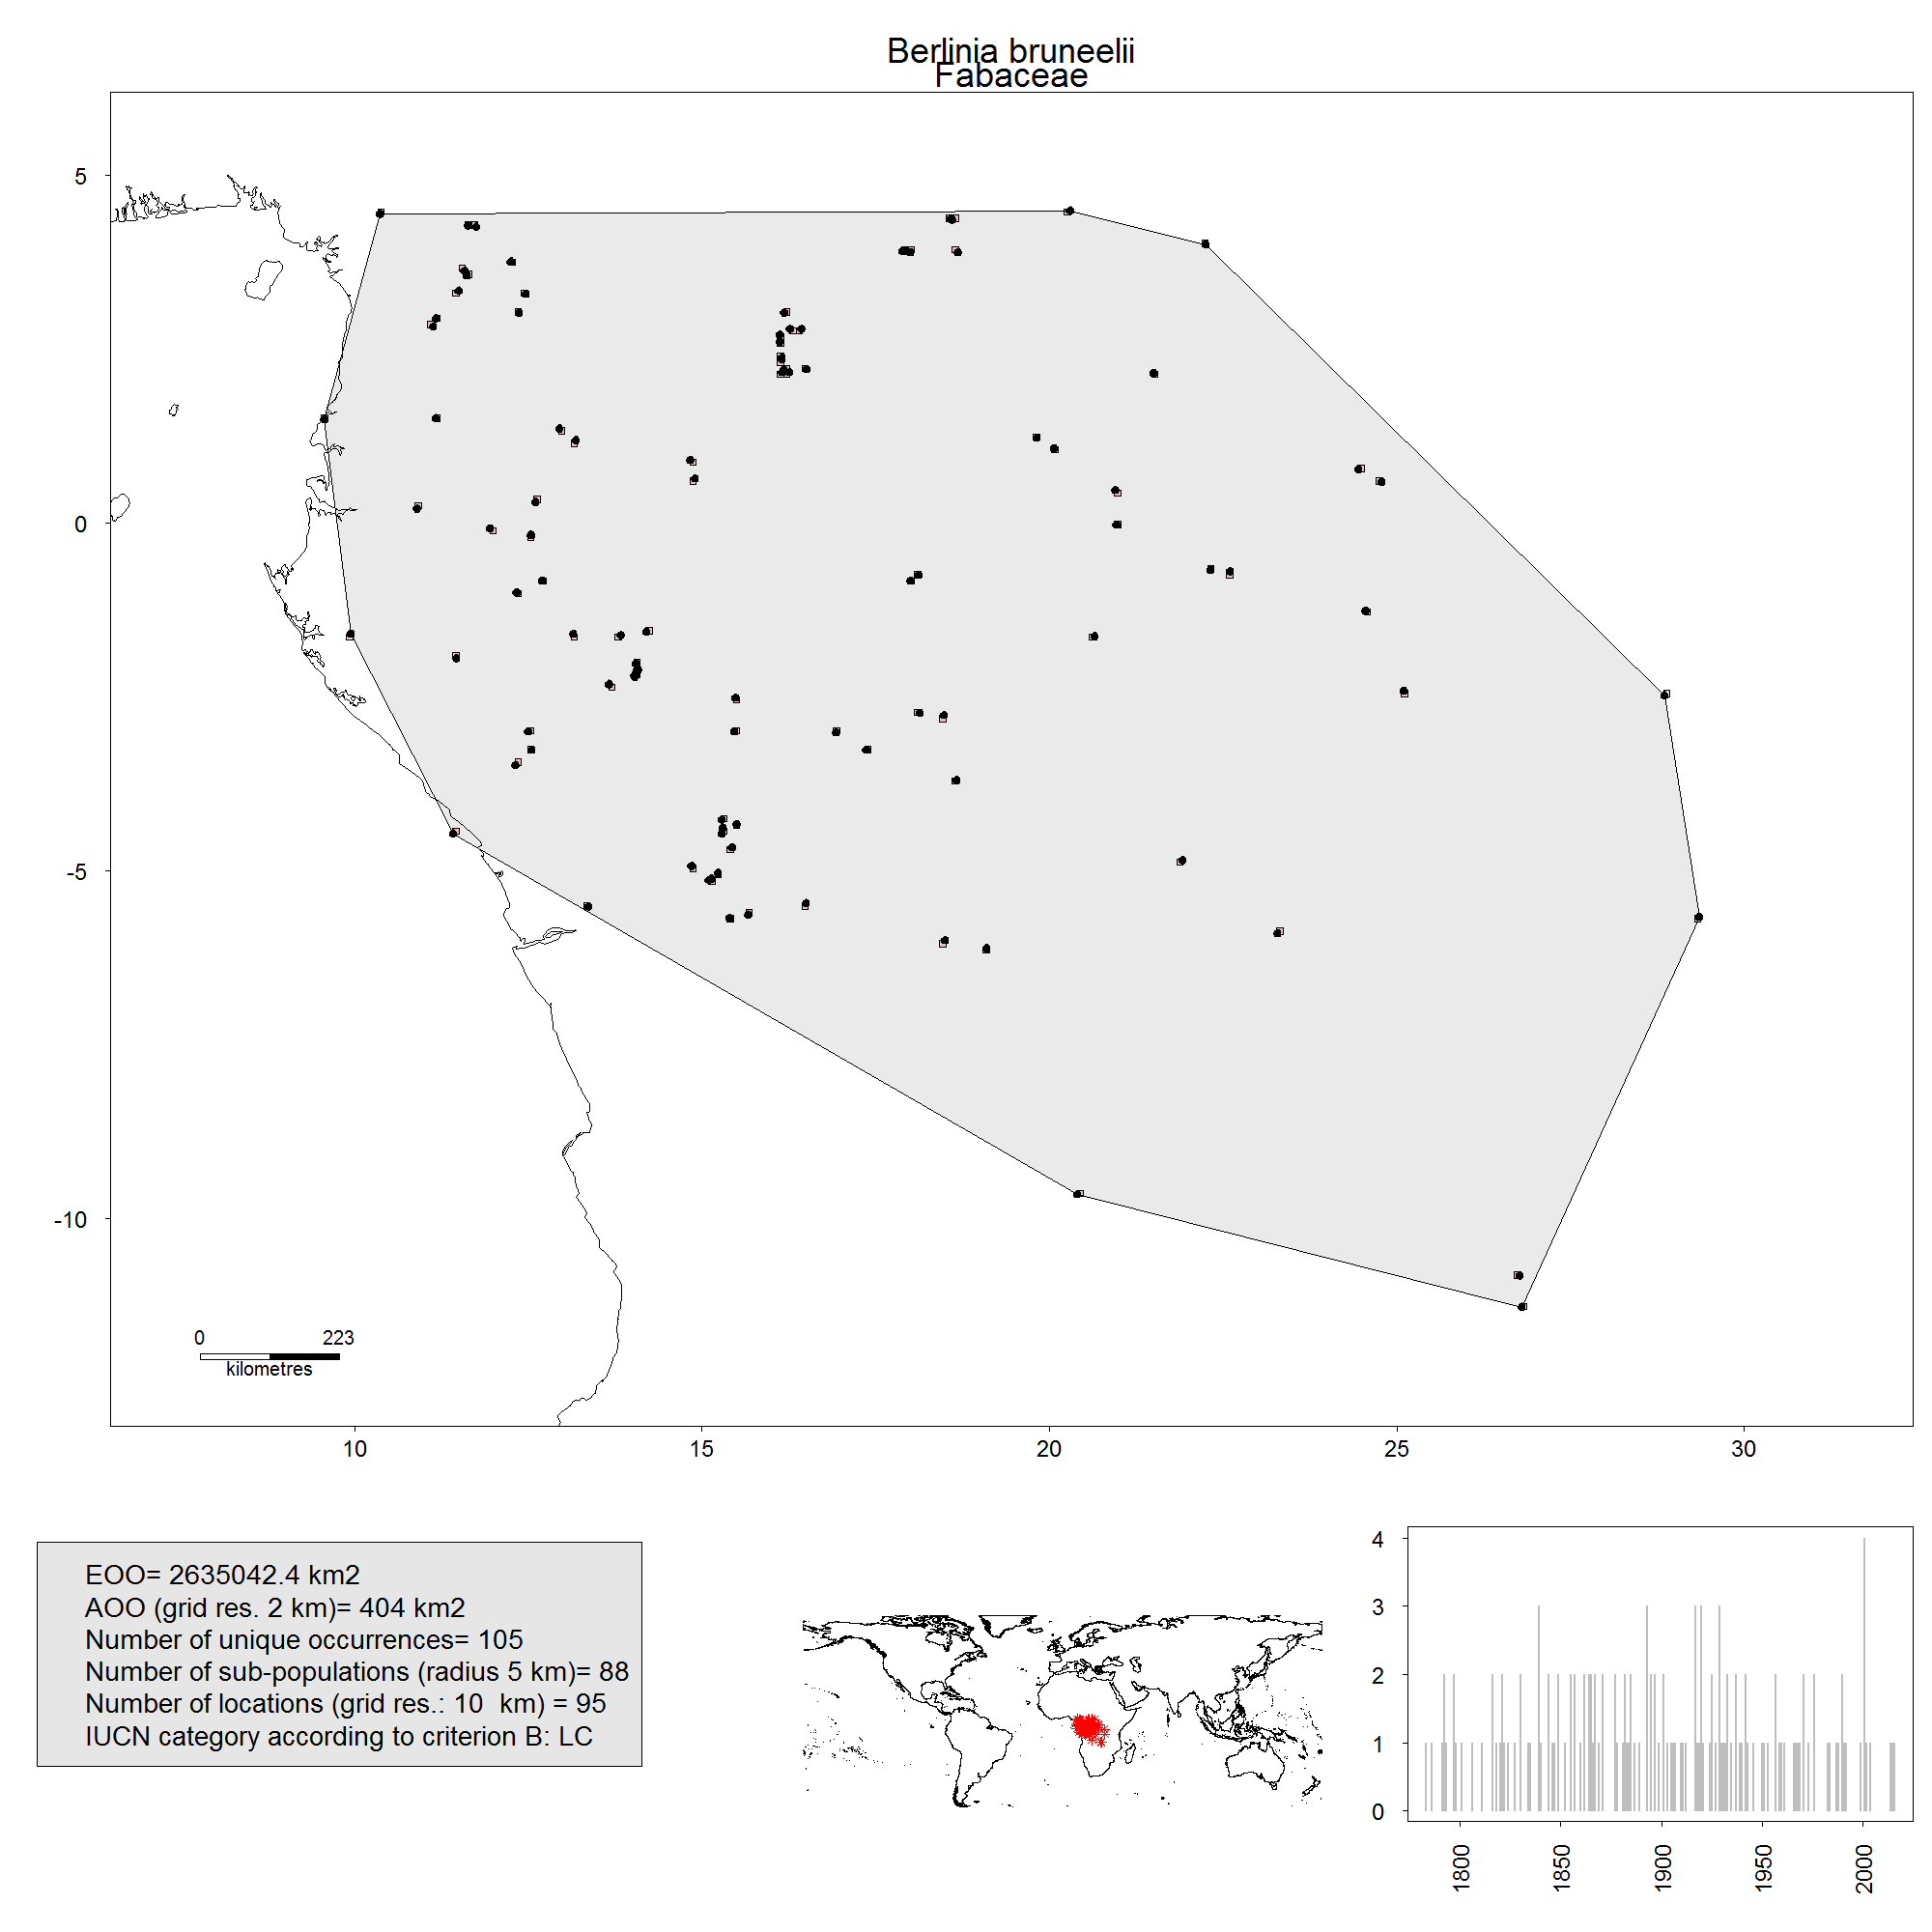 Berlinia bruneelii
Fabaceae
5
0
-5
-10
0 223
kilometres
10 15 20 25 30
EOO= 2635042.4 km2
AOO (grid res. 2 km)= 404 km2
Number of unique occurrences= 105
Number of sub-populations (radius 5 km)= 88
Number of locations (grid res.: 10  km) = 95
IUCN category according to criterion B: LC
4
3
2
1
0
1800 1850 1900 1950 2000